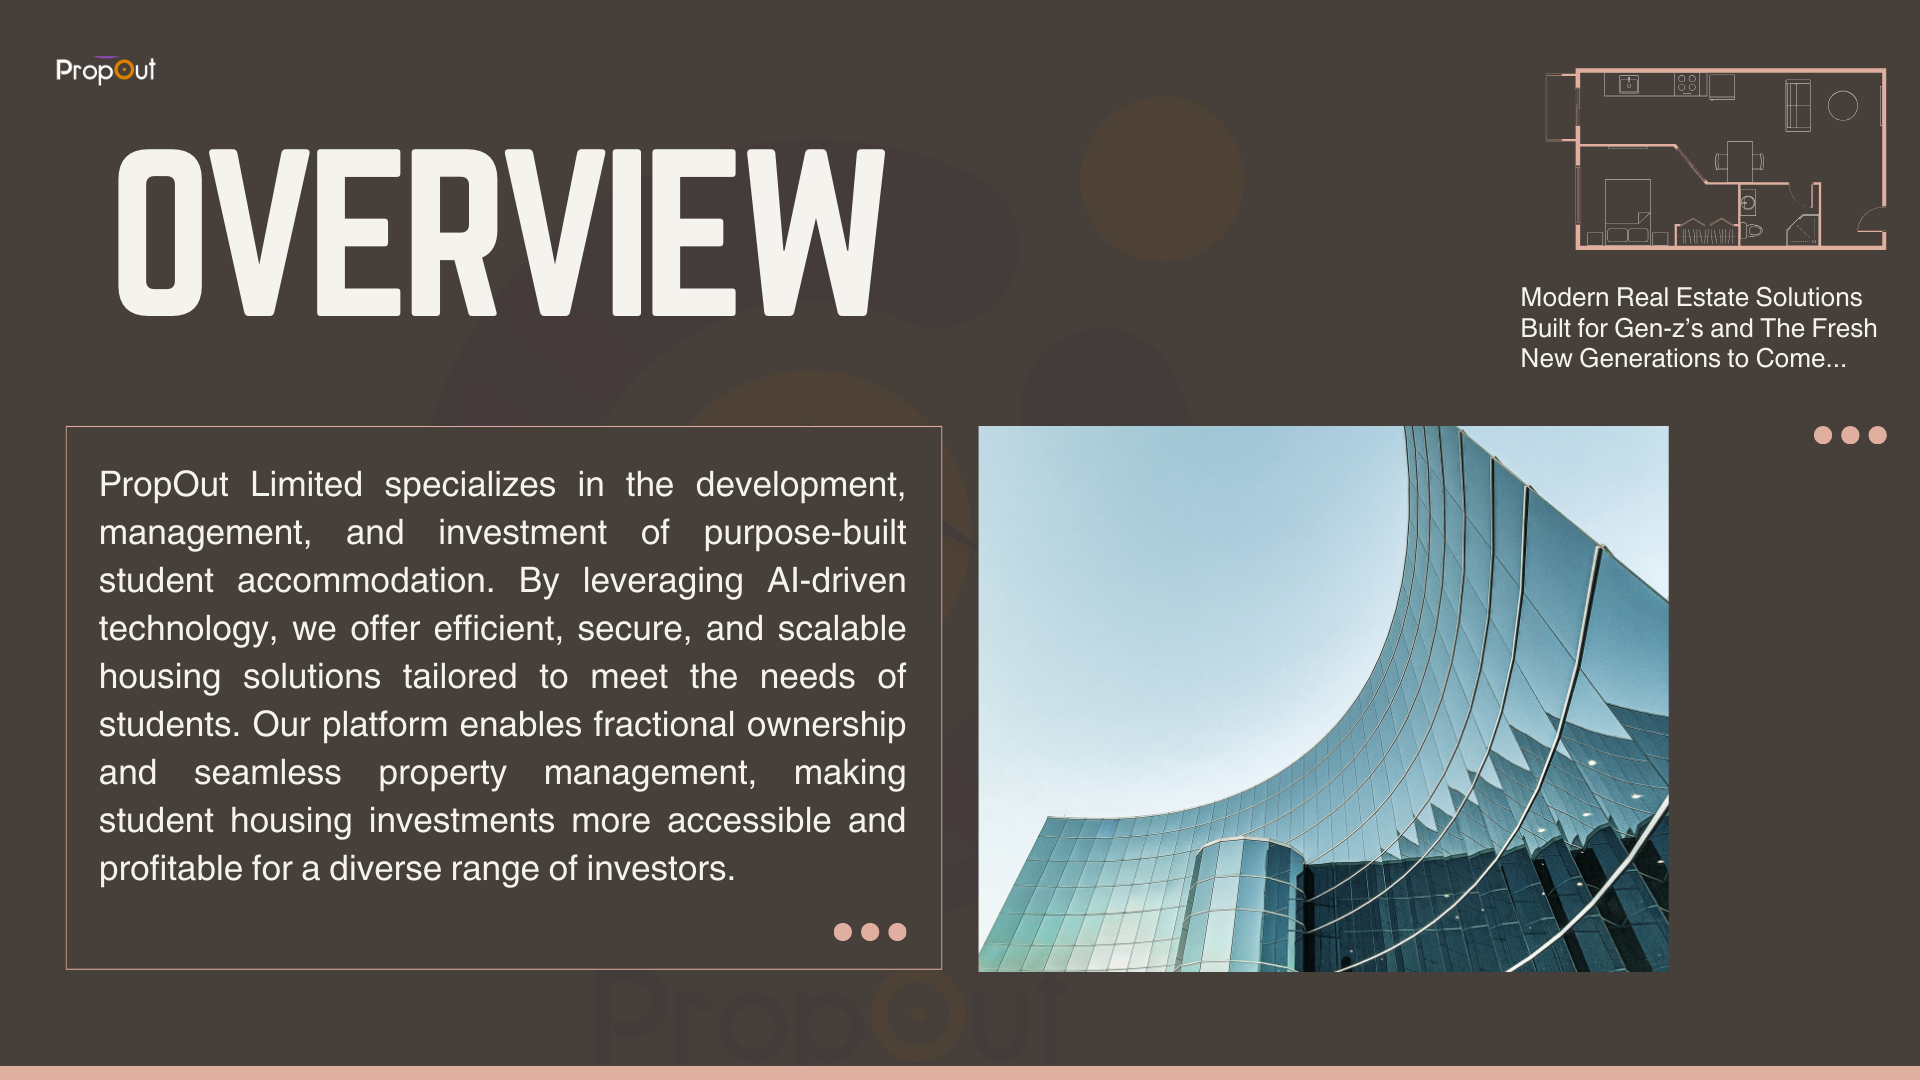 PropOut
OVERVIEW
Modern Real Estate Solutions
Built for Gen-z’s and The Fresh
New Generations to Come...
PropOut Limited specializes in the development,
management, and investment of purpose-built
student accommodation. By leveraging AI-driven
technology, we offer efficient, secure, and scalable
housing solutions tailored to meet the needs of
students. Our platform enables fractional ownership
and seamless property management, making
student housing investments more accessible and
profitable for a diverse range of investors.
PropOut